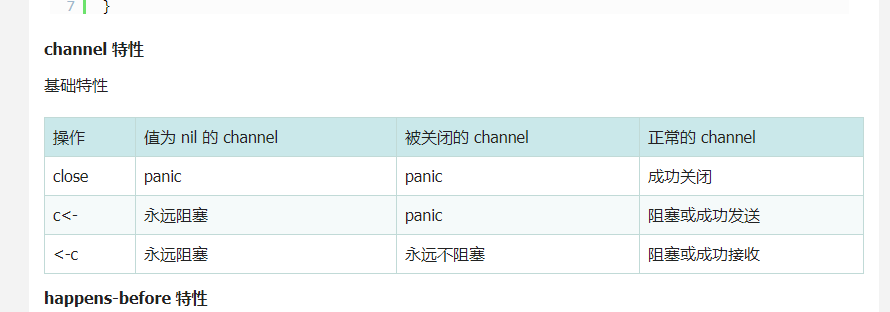 7 }
channel 特性
基础特性
操作 值为 nil 的 channel 被关闭的 channel 正常的 channel
close panic panic 成功关闭
c<- 永远阻塞 panic 阻塞或成功发送
<-c 永远阻塞 永远不阻塞 阻塞或成功接收
happens-before 特性